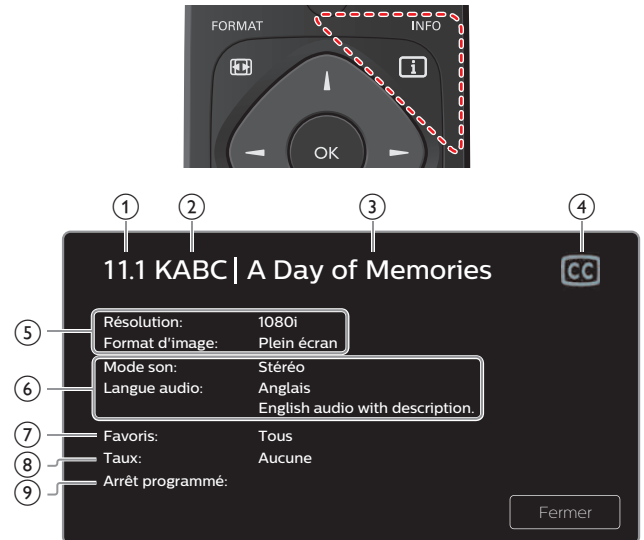 FORMAT INFO
i
OK
1 2 3 4
11.1 KABC | A Day of Memories CC
5 Résolution: 1080i
Format d'image: Plein écran
Mode son: Stéréo
6 Langue audio: Anglais
English audio with description.
7 Favoris: Tous
8 Taux: Aucune
9 Arrêt programmé:
Fermer